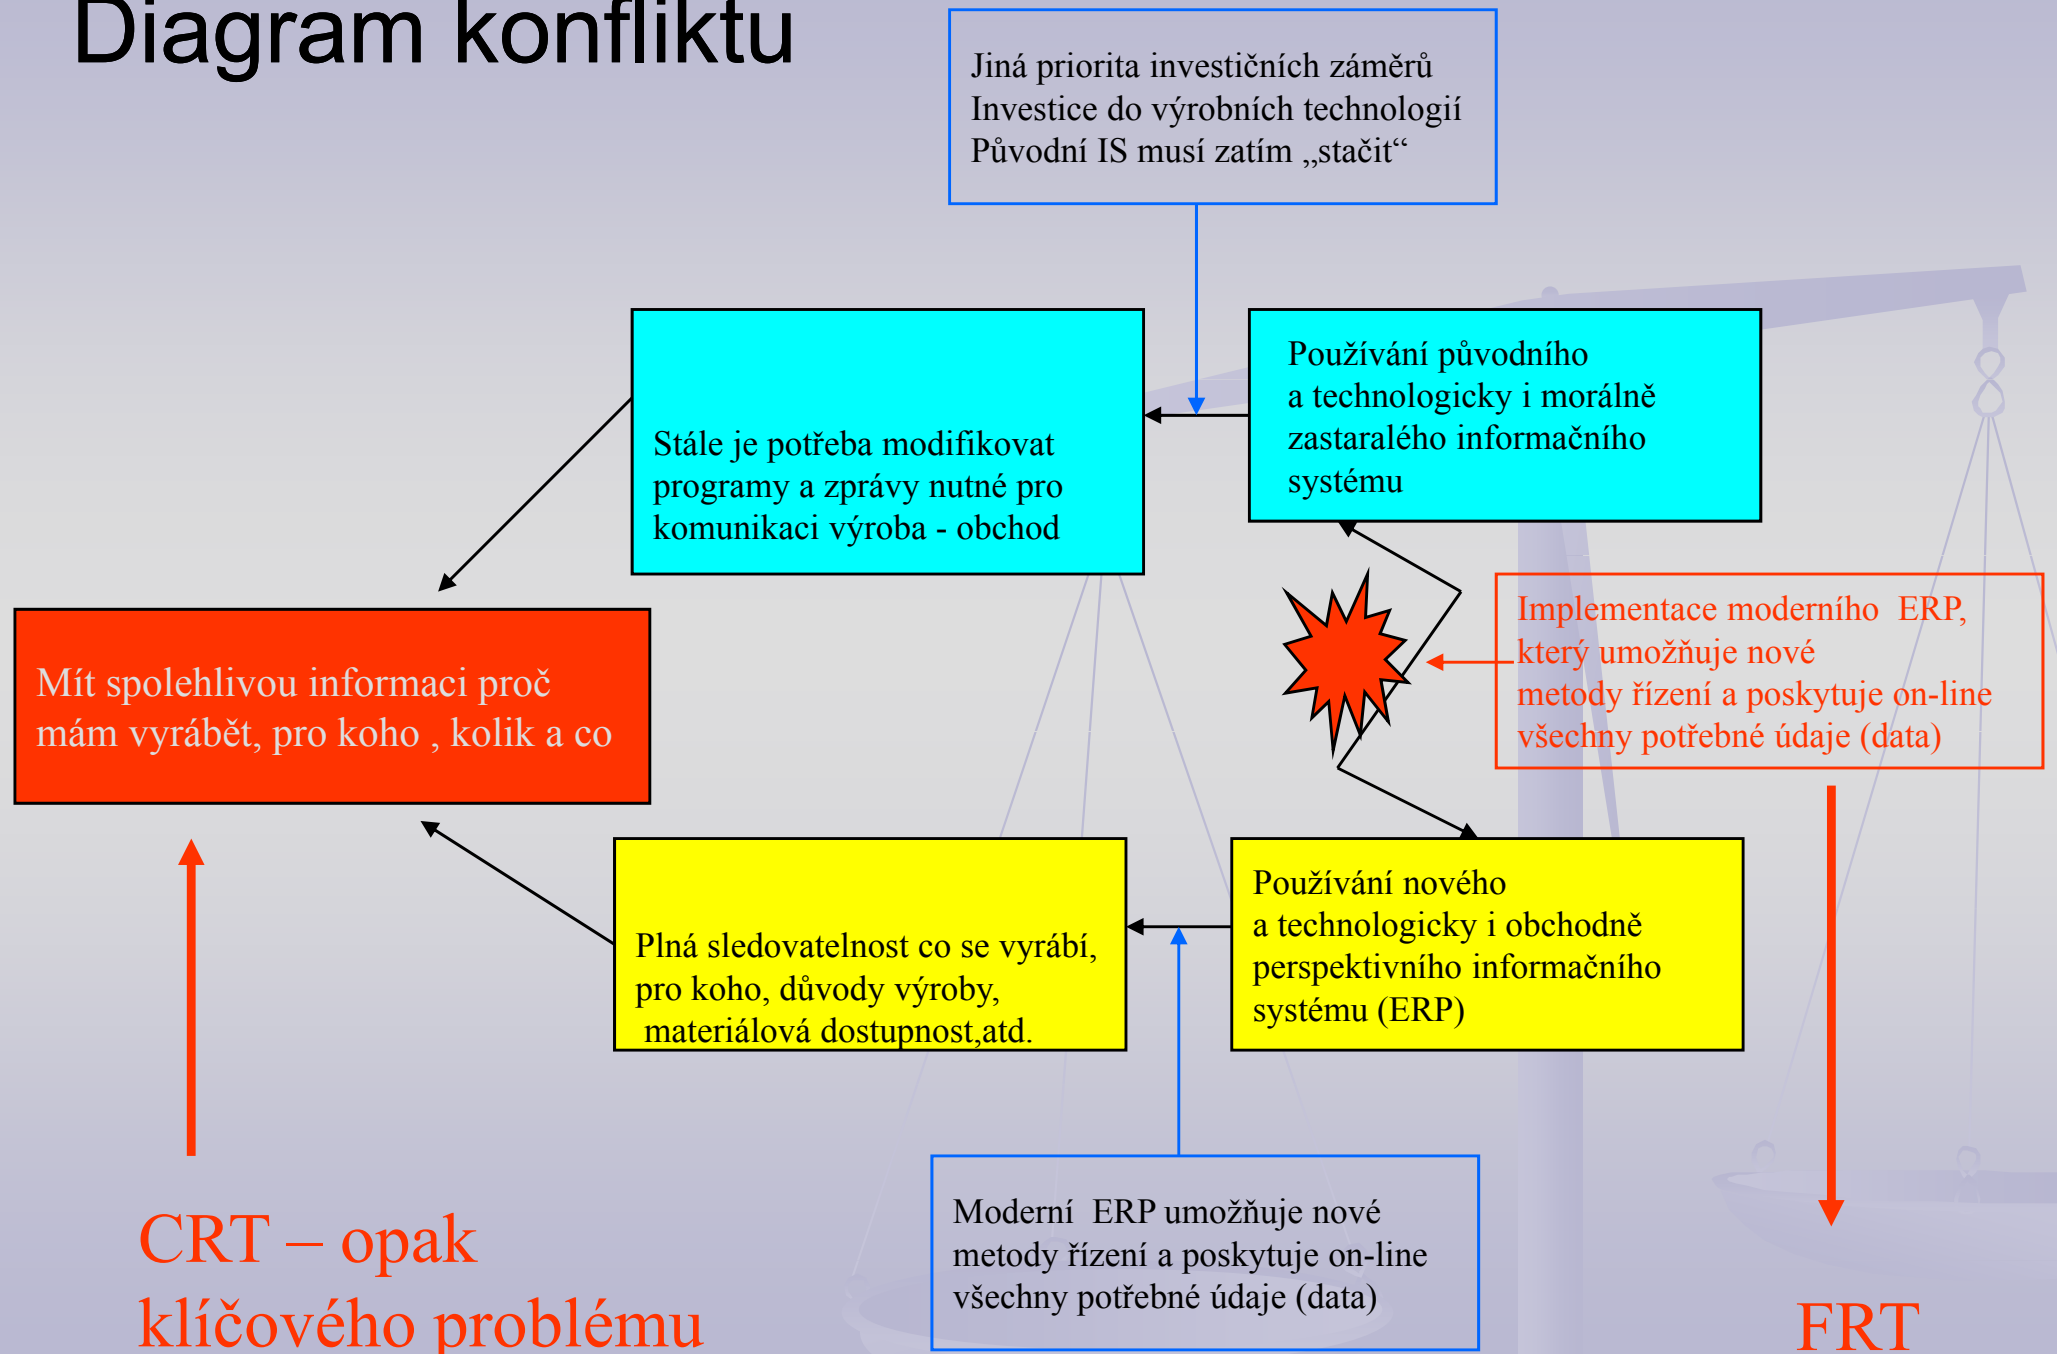 Diagram konfliktu
Jiná priorita investičních záměrů
Investice do výrobních technologií
Původní IS musí zatím „stačit“
Stále je potřeba modifikovat
programy a zprávy nutné pro
komunikaci výroba - obchod
Používání původního
a technologicky i morálně
zastaralého informačního
systému
Mít spolehlivou informaci proč
mám vyrábět, pro koho , kolik a co
Implementace moderního  ERP,
který umožňuje nové
metody řízení a poskytuje on-line
všechny potřebné údaje (data)
Plná sledovatelnost co se vyrábí,
pro koho, důvody výroby,
materiálová dostupnost,atd.
Používání nového
a technologicky i obchodně
perspektivního informačního
systému (ERP)
Moderní  ERP umožňuje nové
metody řízení a poskytuje on-line
všechny potřebné údaje (data)
CRT – opak
klíčového problému
FRT